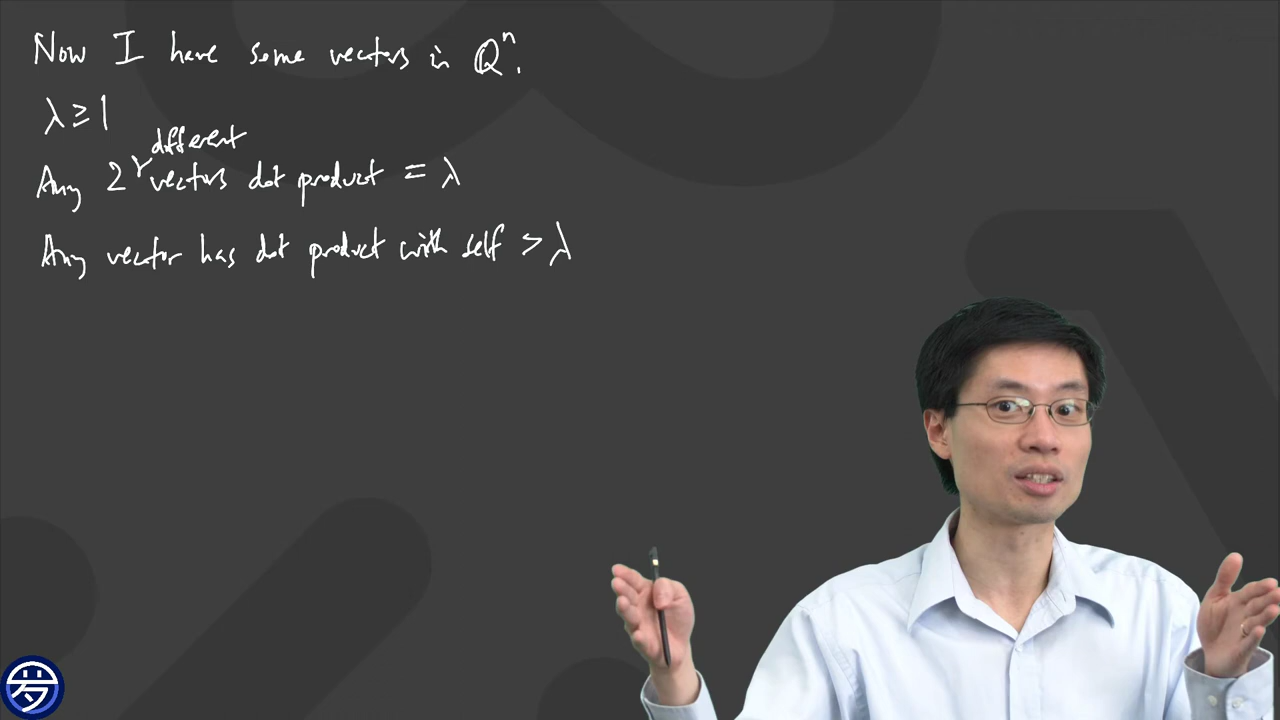 Now I have some vectors in ℚⁿ.
λ ≥ 1
Any 2 different vectors dot product = λ
Any vector has dot product with self > λ